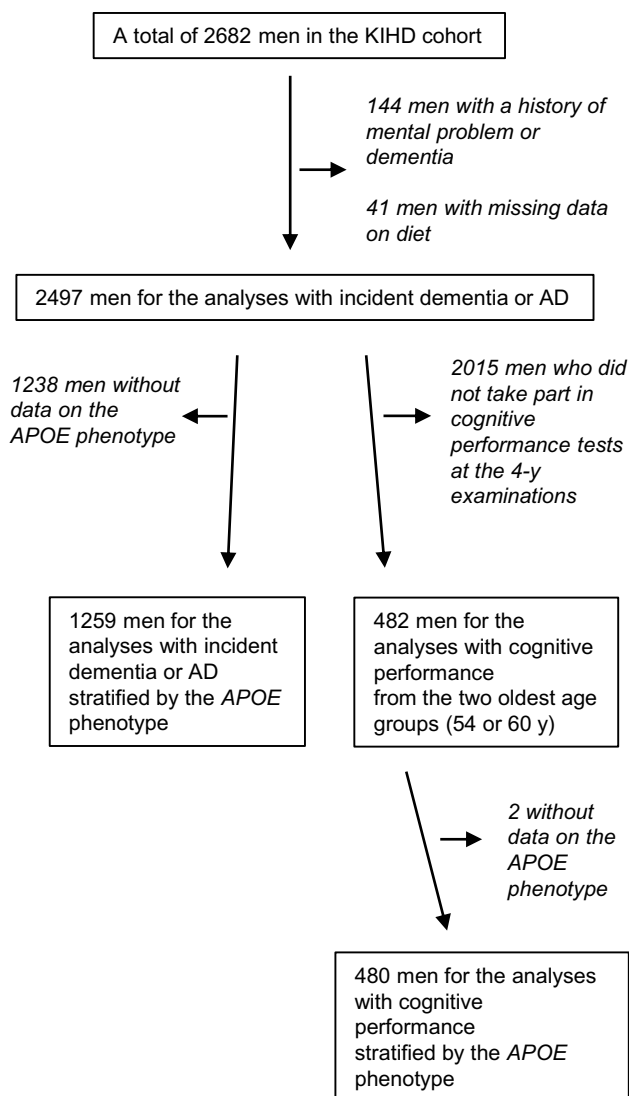 A total of 2682 men in the KIHD cohort
144 men with a history of
mental problem or
dementia
41 men with missing data
on diet
2497 men for the analyses with incident dementia or AD
1238 men without
data on the
APOE phenotype
2015 men who did
not take part in
cognitive
performance tests
at the 4-y
examinations
1259 men for the
analyses with incident
dementia or AD
stratified by the APOE
phenotype
482 men for the
analyses with cognitive
performance
from the two oldest age
groups (54 or 60 y)
2 without
data on the
APOE
phenotype
480 men for the analyses
with cognitive
performance
stratified by the APOE
phenotype